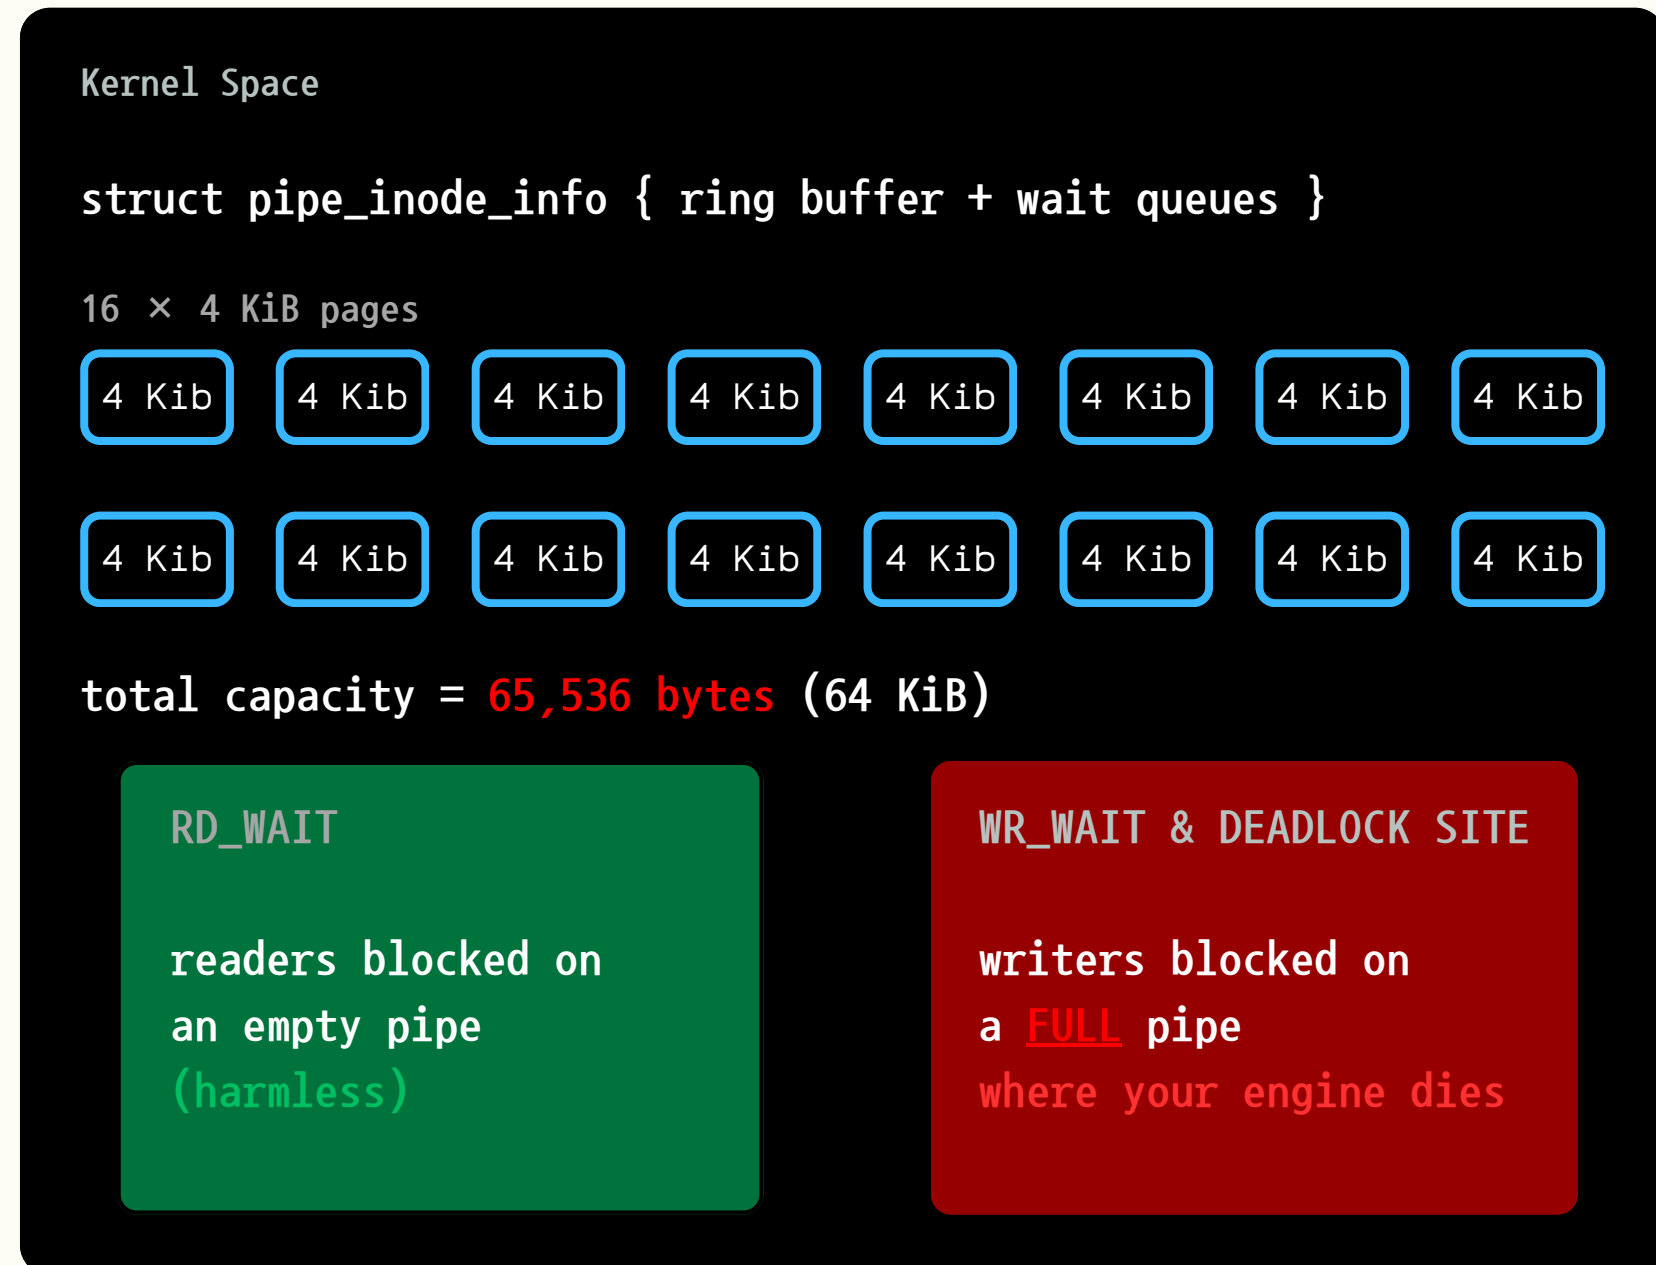 Kernel Space
struct pipe_inode_info { ring buffer + wait queues }
16 × 4 KiB pages
4 Kib 4 Kib 4 Kib 4 Kib 4 Kib 4 Kib 4 Kib 4 Kib
4 Kib 4 Kib 4 Kib 4 Kib 4 Kib 4 Kib 4 Kib 4 Kib
total capacity = 65,536 bytes (64 KiB)
RD_WAIT
readers blocked on
an empty pipe
(harmless)
WR_WAIT & DEADLOCK SITE
writers blocked on
a FULL pipe
where your engine dies